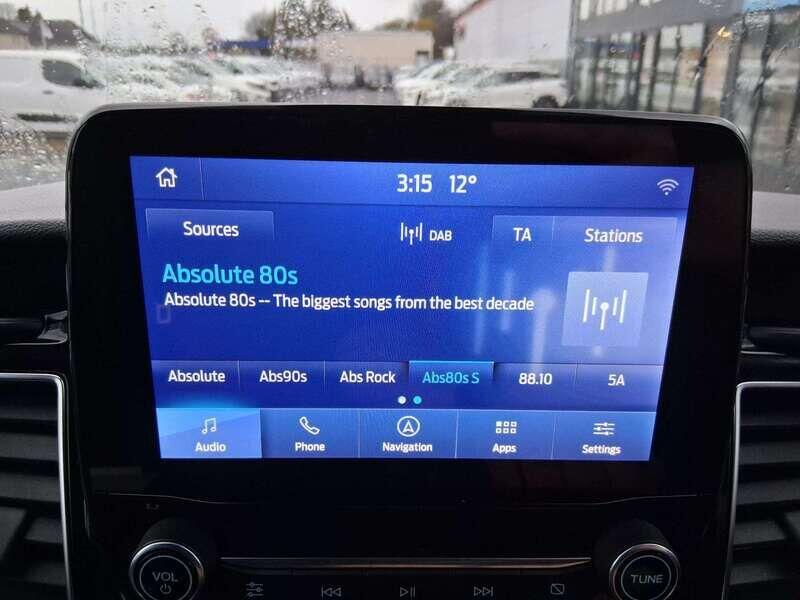 3:15 12°
Sources DAB TA Stations
Absolute 80s
Absolute 80s -- The biggest songs from the best decade
Absolute Abs90s Abs Rock Abs80s S 88.10 5A
Audio Phone Navigation Apps Settings
VOL TUNE